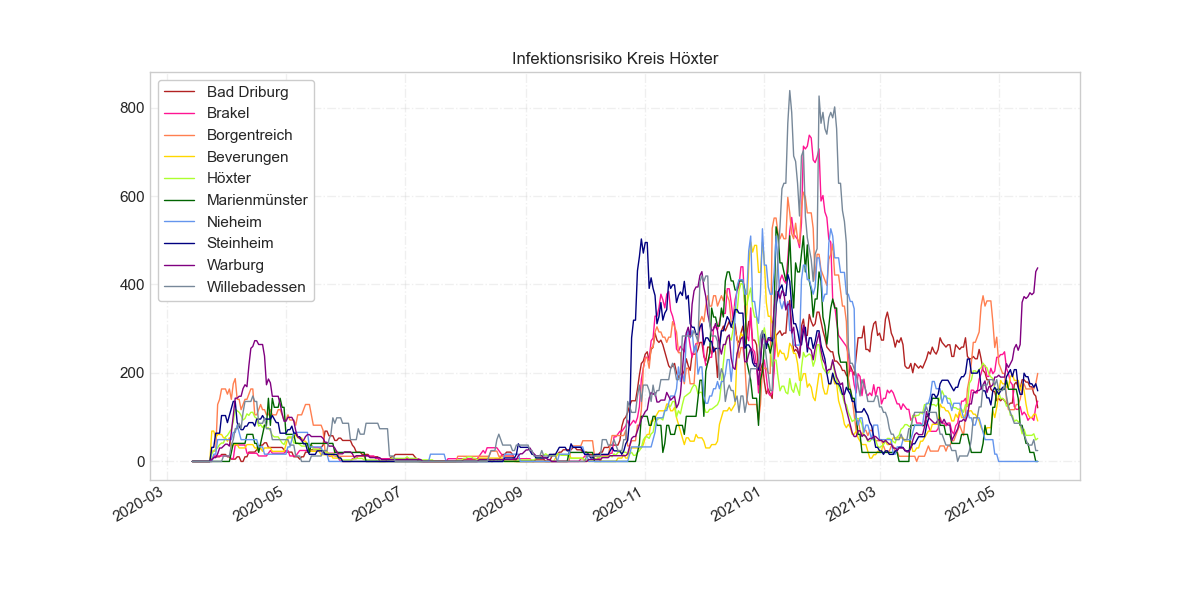 Infektionsrisiko Kreis Höxter
800
600
400
200
0
Bad Driburg
Brakel
Borgentreich
Beverungen
Höxter
Marienmünster
Nieheim
Steinheim
Warburg
Willebadessen
2020-03
2020-05
2020-07
2020-09
2020-11
2021-01
2021-03
2021-05